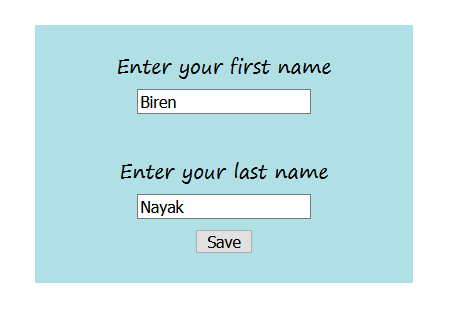 Enter your first name
Biren
Enter your last name
Nayak
Save